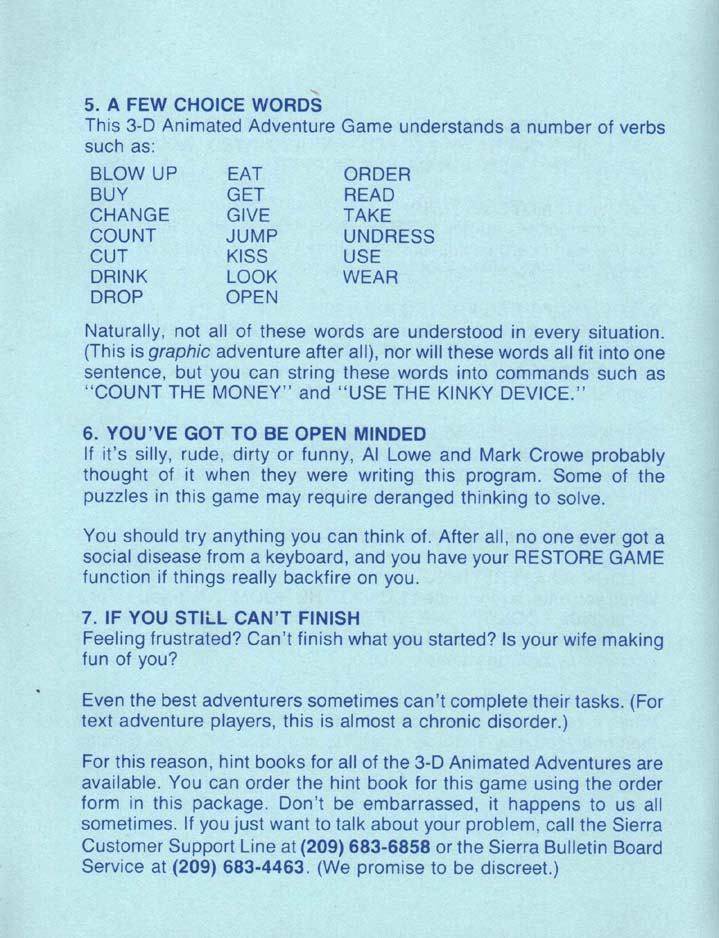 5. A FEW CHOICE WORDS
This 3-D Animated Adventure Game understands a number of verbs
such as:
BLOW UP EAT ORDER
BUY GET READ
CHANGE GIVE TAKE
COUNT JUMP UNDRESS
CUT KISS USE
DRINK LOOK WEAR
DROP OPEN
Naturally, not all of these words are understood in every situation.
(This is graphic adventure after all), nor will these words all fit into one
sentence, but you can string these words into commands such as
"COUNT THE MONEY" and "USE THE KINKY DEVICE."
6. YOU'VE GOT TO BE OPEN MINDED
If it's silly, rude, dirty or funny, Al Lowe and Mark Crowe probably
thought of it when they were writing this program. Some of the
puzzles in this game may require deranged thinking to solve.
You should try anything you can think of. After all, no one ever got a
social disease from a keyboard, and you have your RESTORE GAME
function if things really backfire on you.
7. IF YOU STILL CAN'T FINISH
Feeling frustrated? Can't finish what you started? Is your wife making
fun of you?
Even the best adventurers sometimes can't complete their tasks. (For
text adventure players, this is almost a chronic disorder.)
For this reason, hint books for all of the 3-D Animated Adventures are
available. You can order the hint book for this game using the order
form in this package. Don't be embarrassed, it happens to us all
sometimes. If you just want to talk about your problem, call the Sierra
Customer Support Line at (209) 683-6858 or the Sierra Bulletin Board
Service at (209) 683-4463. (We promise to be discreet.)